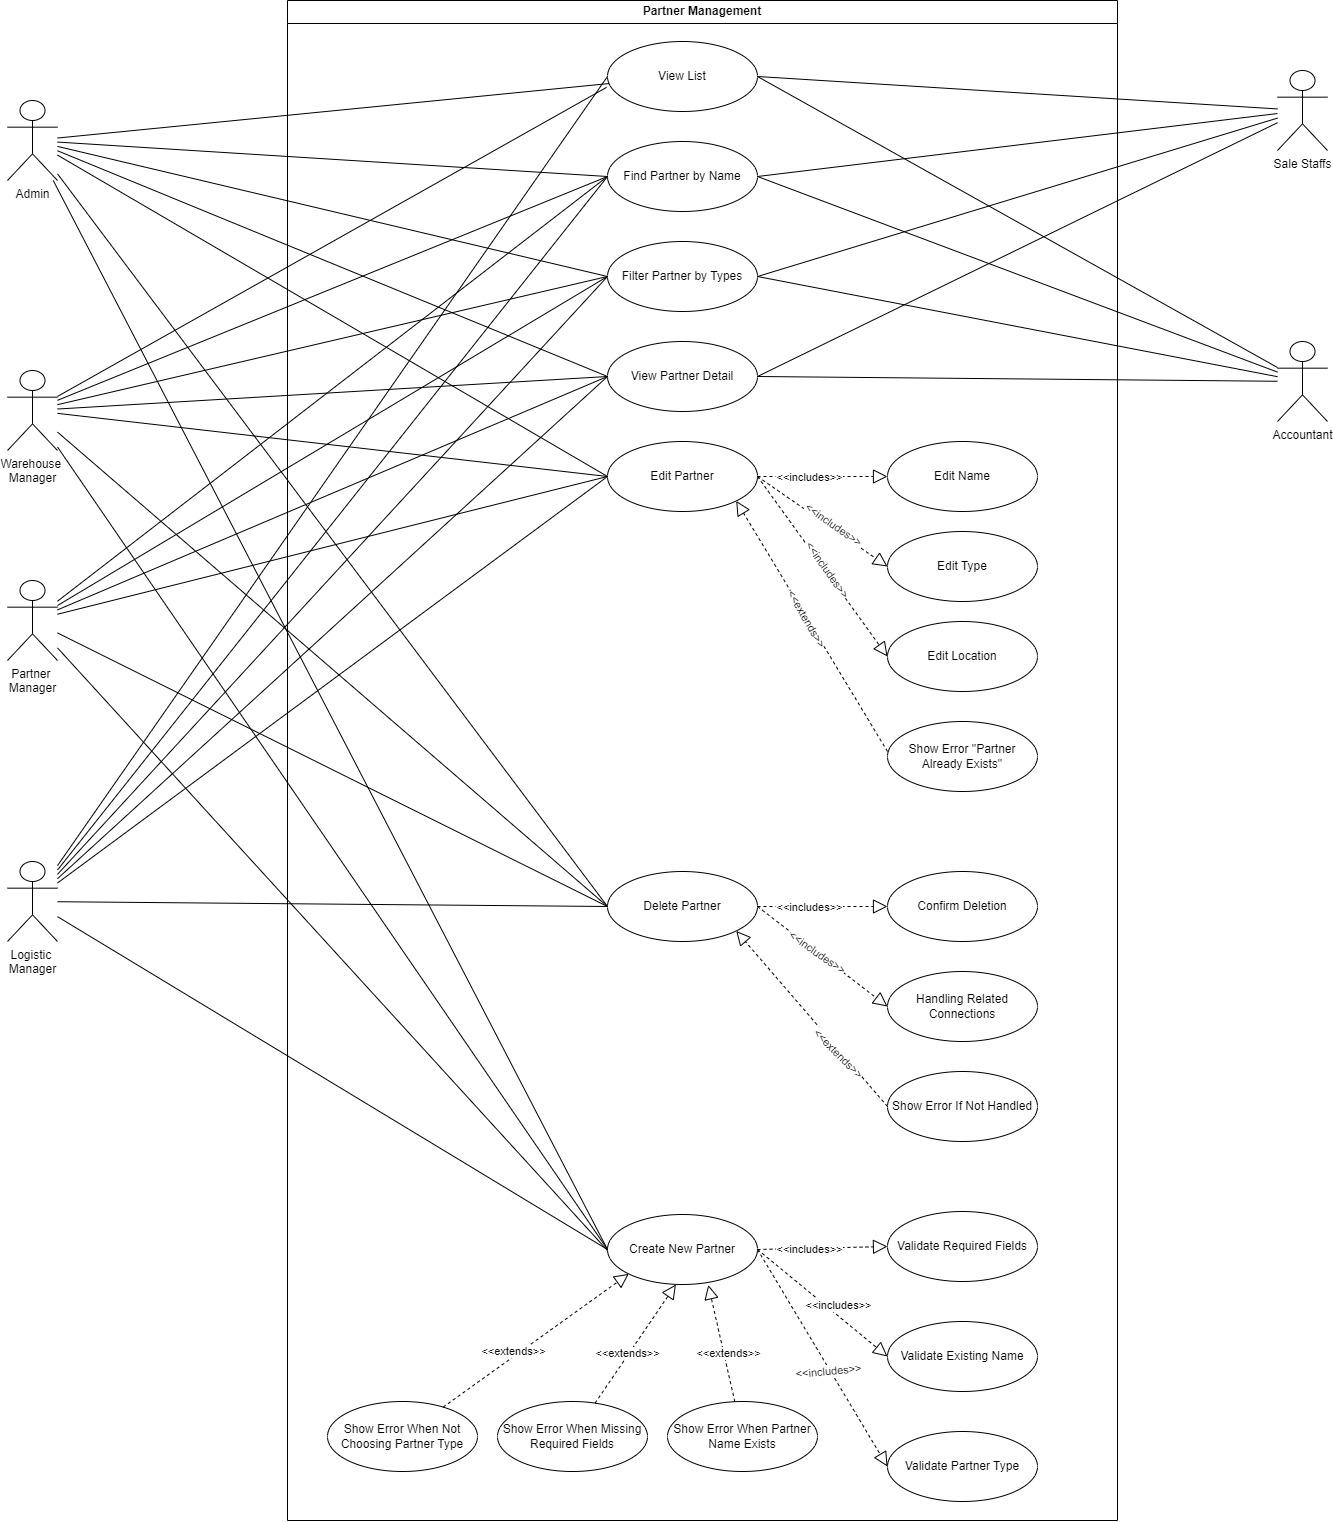 Partner Management
View List
Admin
Find Partner by Name
Sale Staffs
Filter Partner by Types
View Partner Detail
Warehouse
Manager
Accountant
Edit Partner
<<includes>>
Edit Name
<<includes>>
Edit Type
<<includes>>
Edit Location
<<extends>>
Show Error "Partner
Already Exists"
Partner
Manager
Logistic
Manager
Delete Partner
<<includes>>
Confirm Deletion
<<includes>>
Handling Related
Connections
<<extends>>
Show Error If Not Handled
Create New Partner
<<includes>>
Validate Required Fields
<<includes>>
Validate Existing Name
<<includes>>
Validate Partner Type
<<extends>>
<<extends>>
<<extends>>
Show Error When Not
Choosing Partner Type
Show Error When Missing
Required Fields
Show Error When Partner
Name Exists